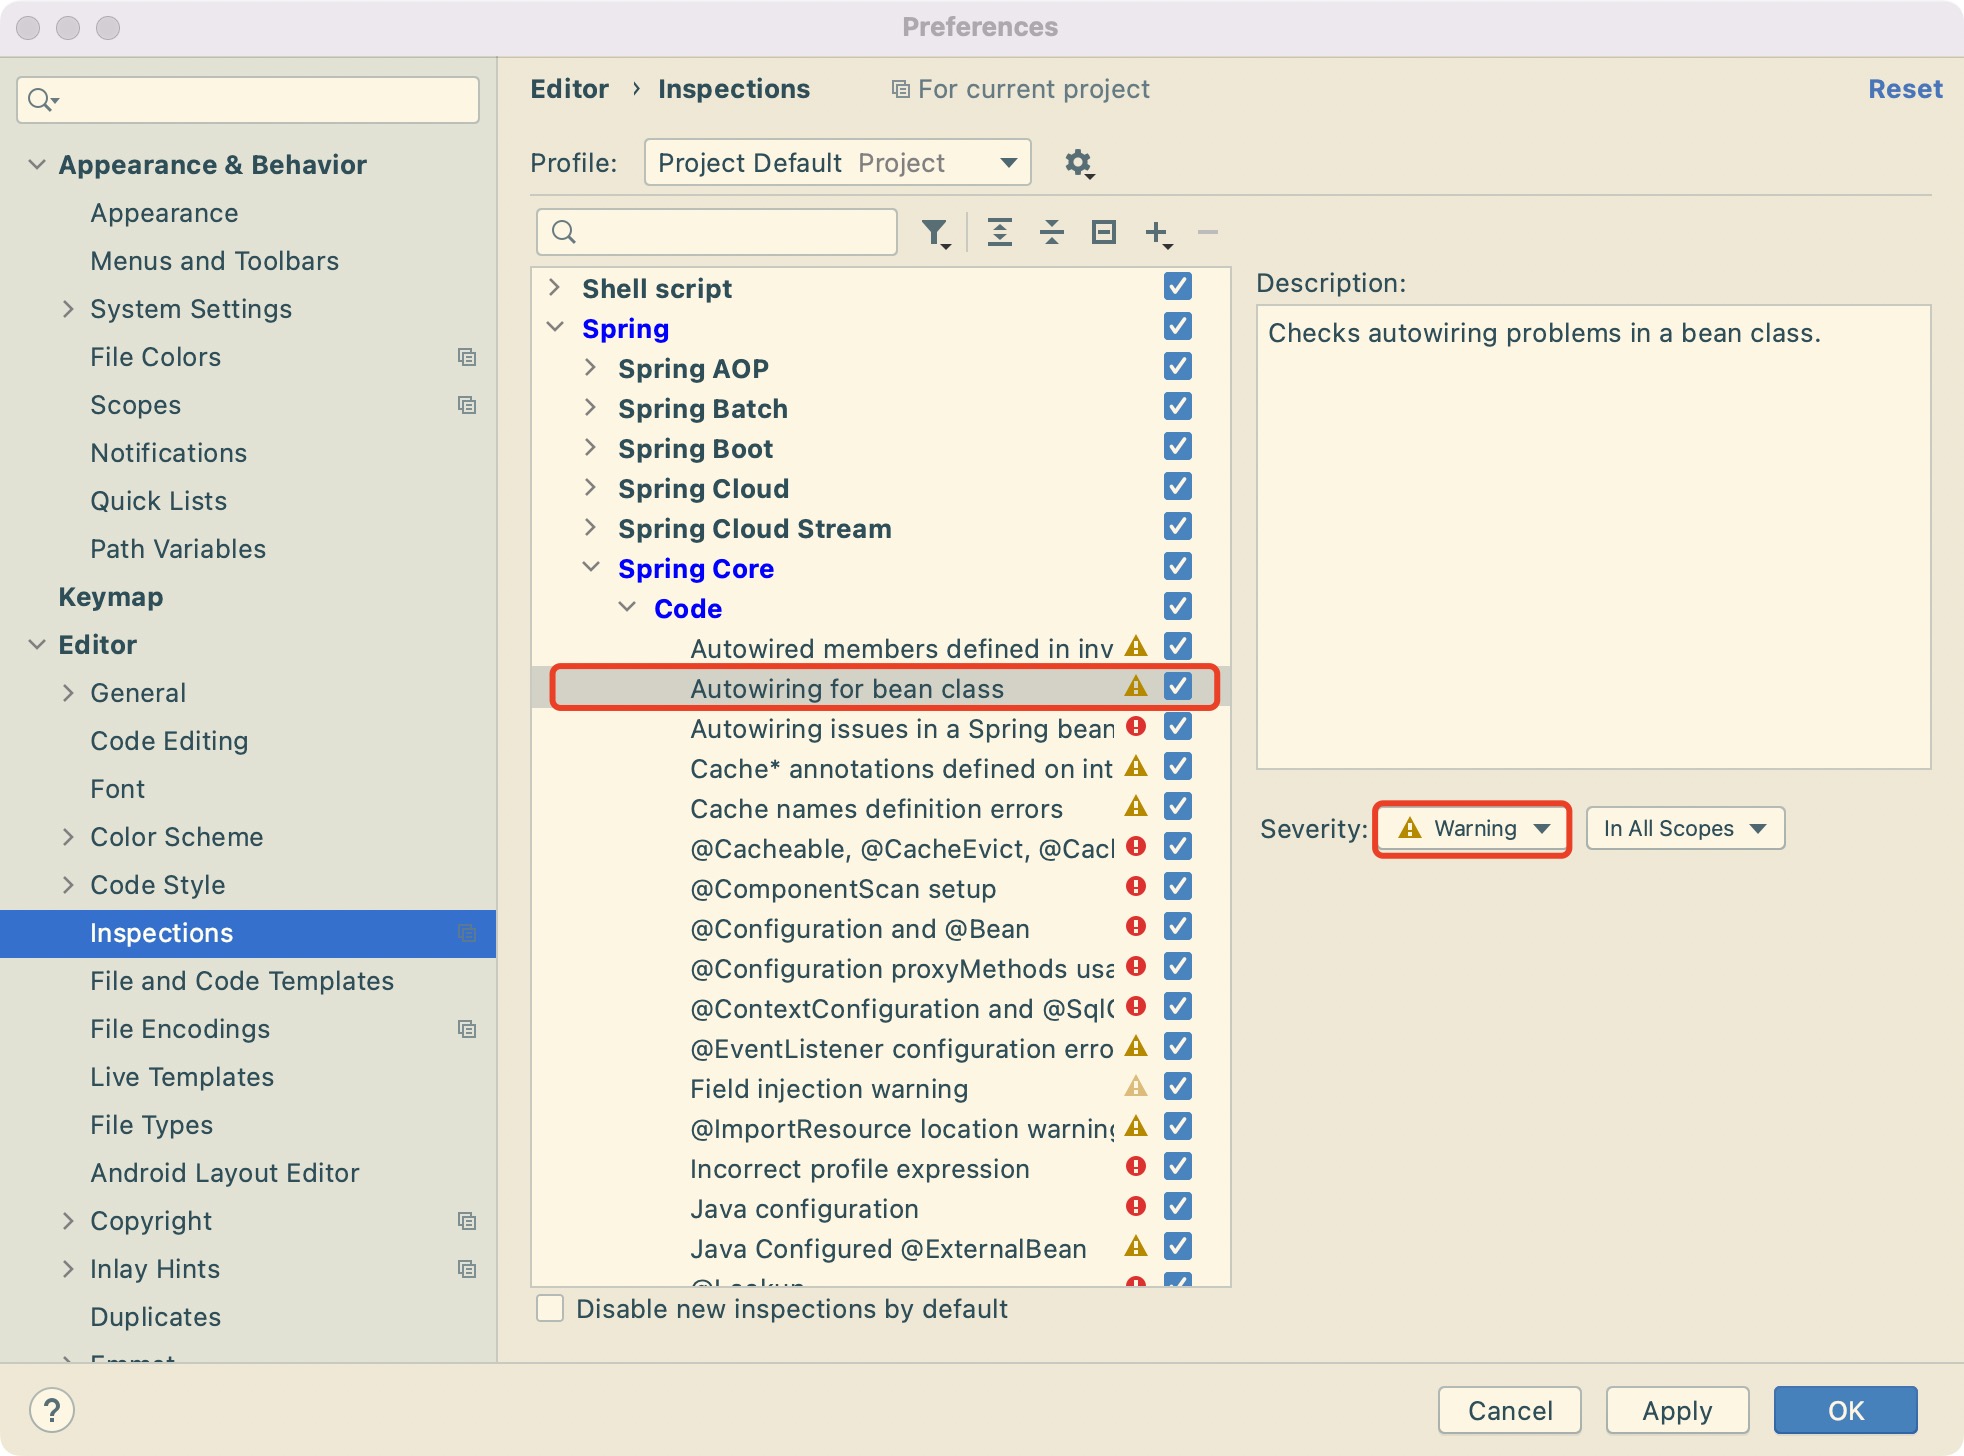 Preferences
Editor › Inspections
For current project
Reset
Appearance & Behavior
Appearance
Menus and Toolbars
System Settings
File Colors
Scopes
Notifications
Quick Lists
Path Variables
Keymap
Editor
General
Code Editing
Font
Color Scheme
Code Style
Inspections
File and Code Templates
File Encodings
Live Templates
File Types
Android Layout Editor
Copyright
Inlay Hints
Duplicates
Emmet
Profile: Project Default Project
Shell script
Spring
Spring AOP
Spring Batch
Spring Boot
Spring Cloud
Spring Cloud Stream
Spring Core
Code
Autowired members defined in inv
Autowiring for bean class
Autowiring issues in a Spring bean
Cache* annotations defined on int
Cache names definition errors
@Cacheable, @CacheEvict, @Cacl
@ComponentScan setup
@Configuration and @Bean
@Configuration proxyMethods usa
@ContextConfiguration and @SqlC
@EventListener configuration erro
Field injection warning
@ImportResource location warning
Incorrect profile expression
Java configuration
Java Configured @ExternalBean
@Lookup
Disable new inspections by default
Description:
Checks autowiring problems in a bean class.
Severity: Warning In All Scopes
?
Cancel
Apply
OK